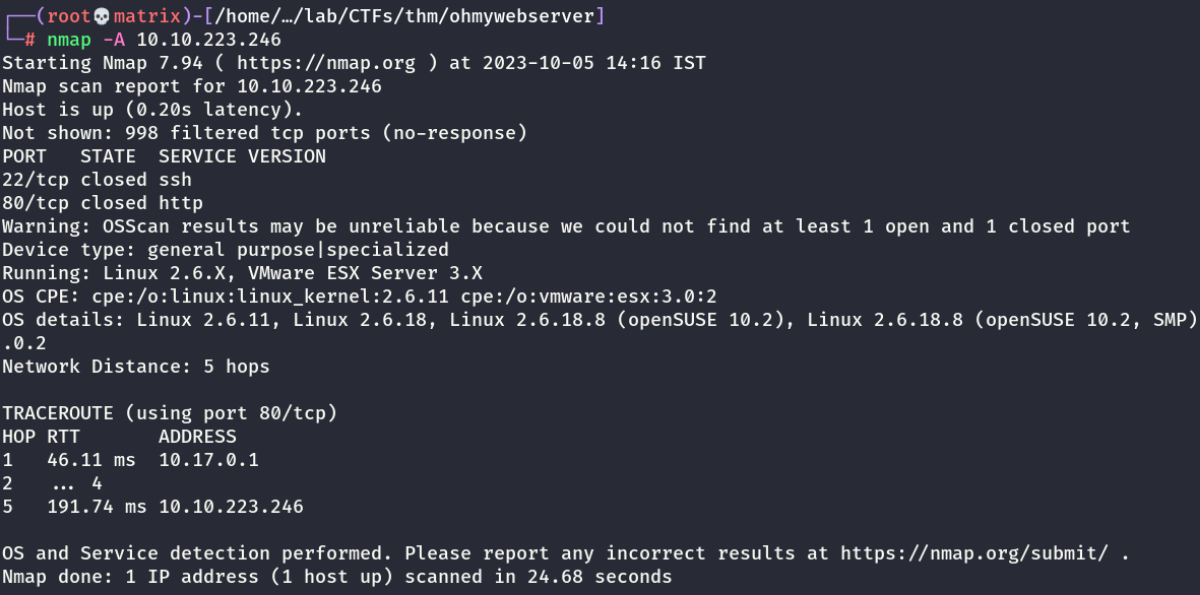 ┌──(root💀matrix)-[/home/…/lab/CTFs/thm/ohmywebserver]
└─# nmap -A 10.10.223.246
Starting Nmap 7.94 ( https://nmap.org ) at 2023-10-05 14:16 IST
Nmap scan report for 10.10.223.246
Host is up (0.20s latency).
Not shown: 998 filtered tcp ports (no-response)
PORT   STATE  SERVICE VERSION
22/tcp closed ssh
80/tcp closed http
Warning: OSScan results may be unreliable because we could not find at least 1 open and 1 closed port
Device type: general purpose|specialized
Running: Linux 2.6.X, VMware ESX Server 3.X
OS CPE: cpe:/o:linux:linux_kernel:2.6.11 cpe:/o:vmware:esx:3.0:2
OS details: Linux 2.6.11, Linux 2.6.18, Linux 2.6.18.8 (openSUSE 10.2), Linux 2.6.18.8 (openSUSE 10.2, SMP)
.0.2
Network Distance: 5 hops

TRACEROUTE (using port 80/tcp)
HOP RTT       ADDRESS
1   46.11 ms  10.17.0.1
2    ... 4
5   191.74 ms 10.10.223.246

OS and Service detection performed. Please report any incorrect results at https://nmap.org/submit/ .
Nmap done: 1 IP address (1 host up) scanned in 24.68 seconds